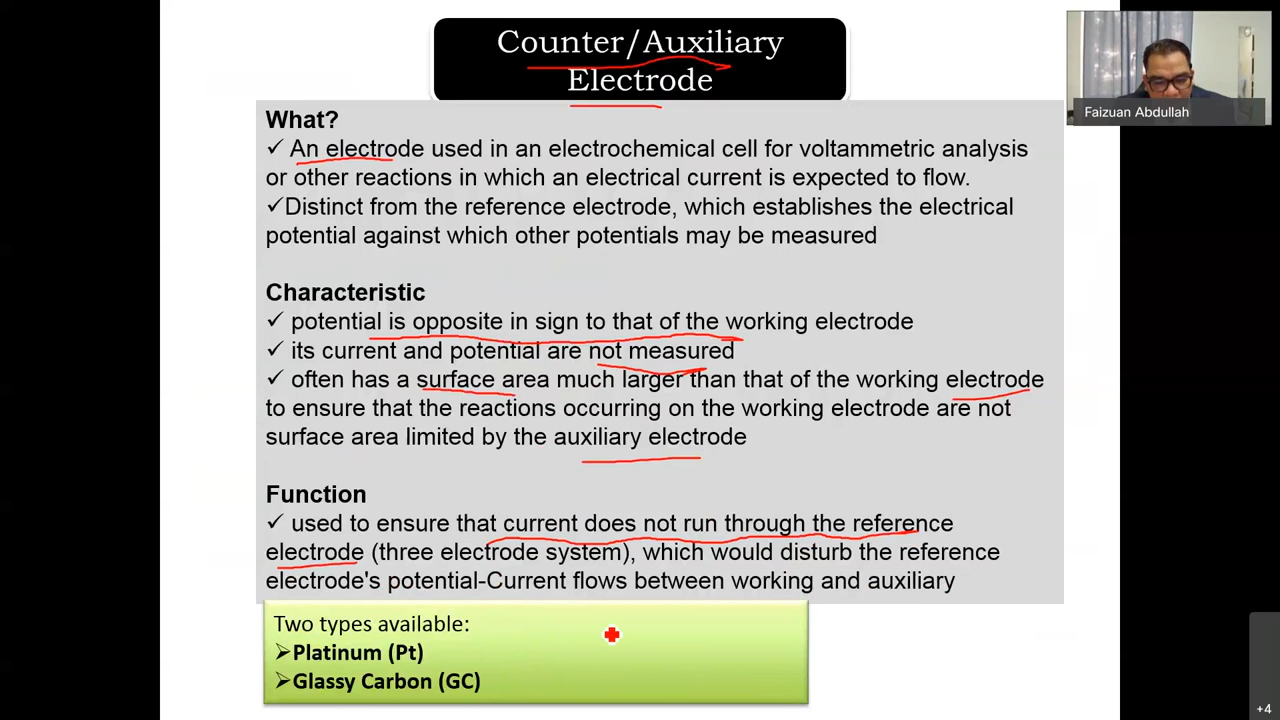 Counter/Auxiliary
Electrode
Faizuan Abdullah
What?
✓ An electrode used in an electrochemical cell for voltammetric analysis
or other reactions in which an electrical current is expected to flow.
✓Distinct from the reference electrode, which establishes the electrical
potential against which other potentials may be measured
Characteristic
✓ potential is opposite in sign to that of the working electrode
✓ its current and potential are not measured
✓ often has a surface area much larger than that of the working electrode
to ensure that the reactions occurring on the working electrode are not
surface area limited by the auxiliary electrode
Function
✓ used to ensure that current does not run through the reference
electrode (three electrode system), which would disturb the reference
electrode's potential-Current flows between working and auxiliary
Two types available:
➢Platinum (Pt)
➢Glassy Carbon (GC)
+4